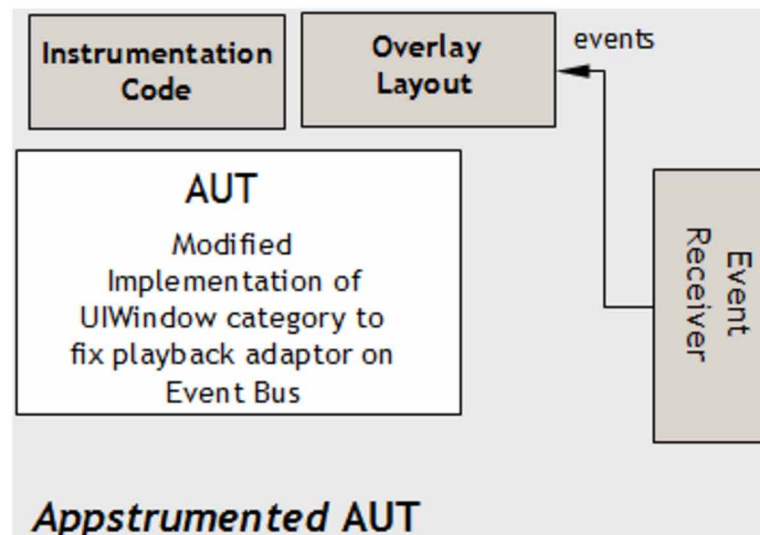 Instrumentation
Code
Overlay
Layout
events
AUT
Modified
Implementation of
UIWindow category to
fix playback adaptor on
Event Bus
Event
Receiver
Appstrumented AUT